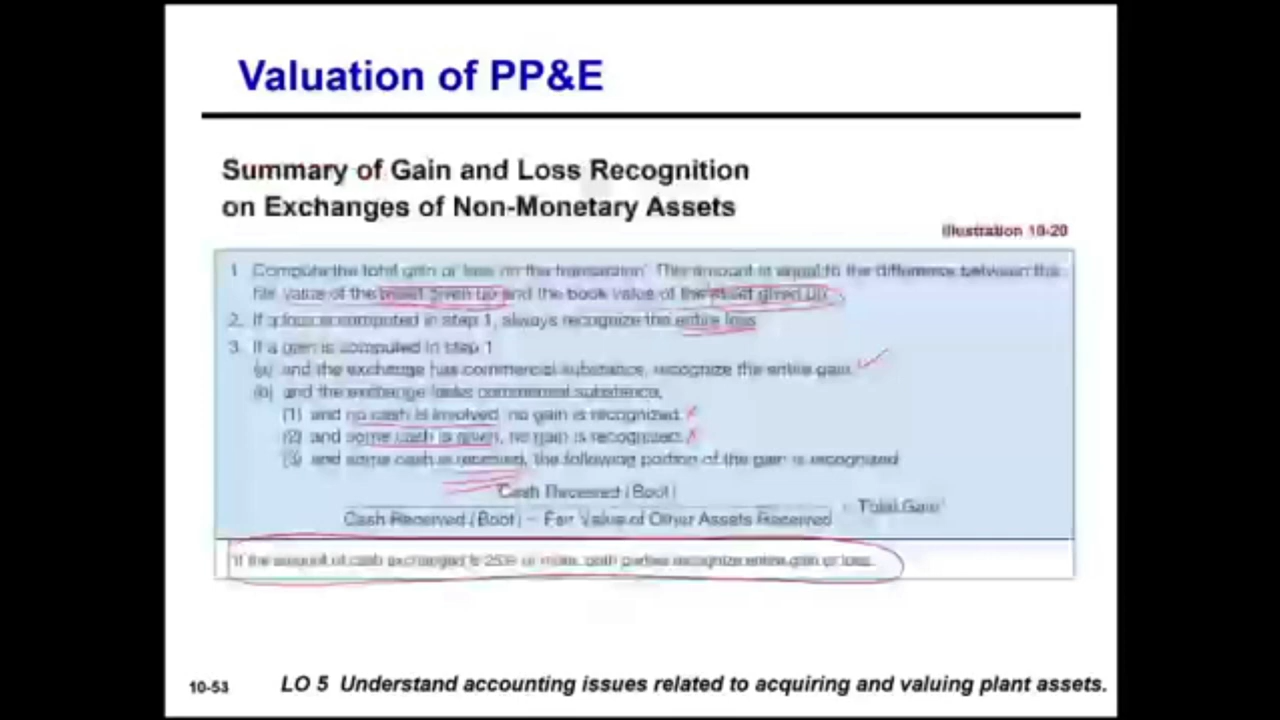 Valuation of PP&E
Summary of Gain and Loss Recognition
on Exchanges of Non-Monetary Assets
Illustration 10-20
1. Compute the total gain or loss on the transaction. This amount is equal to the difference between the
fair value of the asset given up and the book value of the asset given up.
2. If a loss is computed in step 1, always recognize the entire loss.
3. If a gain is computed in step 1
(a) and the exchange has commercial substance, recognize the entire gain.
(b) and the exchange lacks commercial substance,
(1) and no cash is involved, no gain is recognized.
(2) and some cash is given, no gain is recognized.
(3) and some cash is received, the following portion of the gain is recognized
Cash Received (Boot)
Total Gain*
Cash Received (Boot) + Fair Value of Other Assets Received
*If the amount of cash exchanged is 25% or more, both parties recognize entire gain or loss.
10-53
LO 5 Understand accounting issues related to acquiring and valuing plant assets.